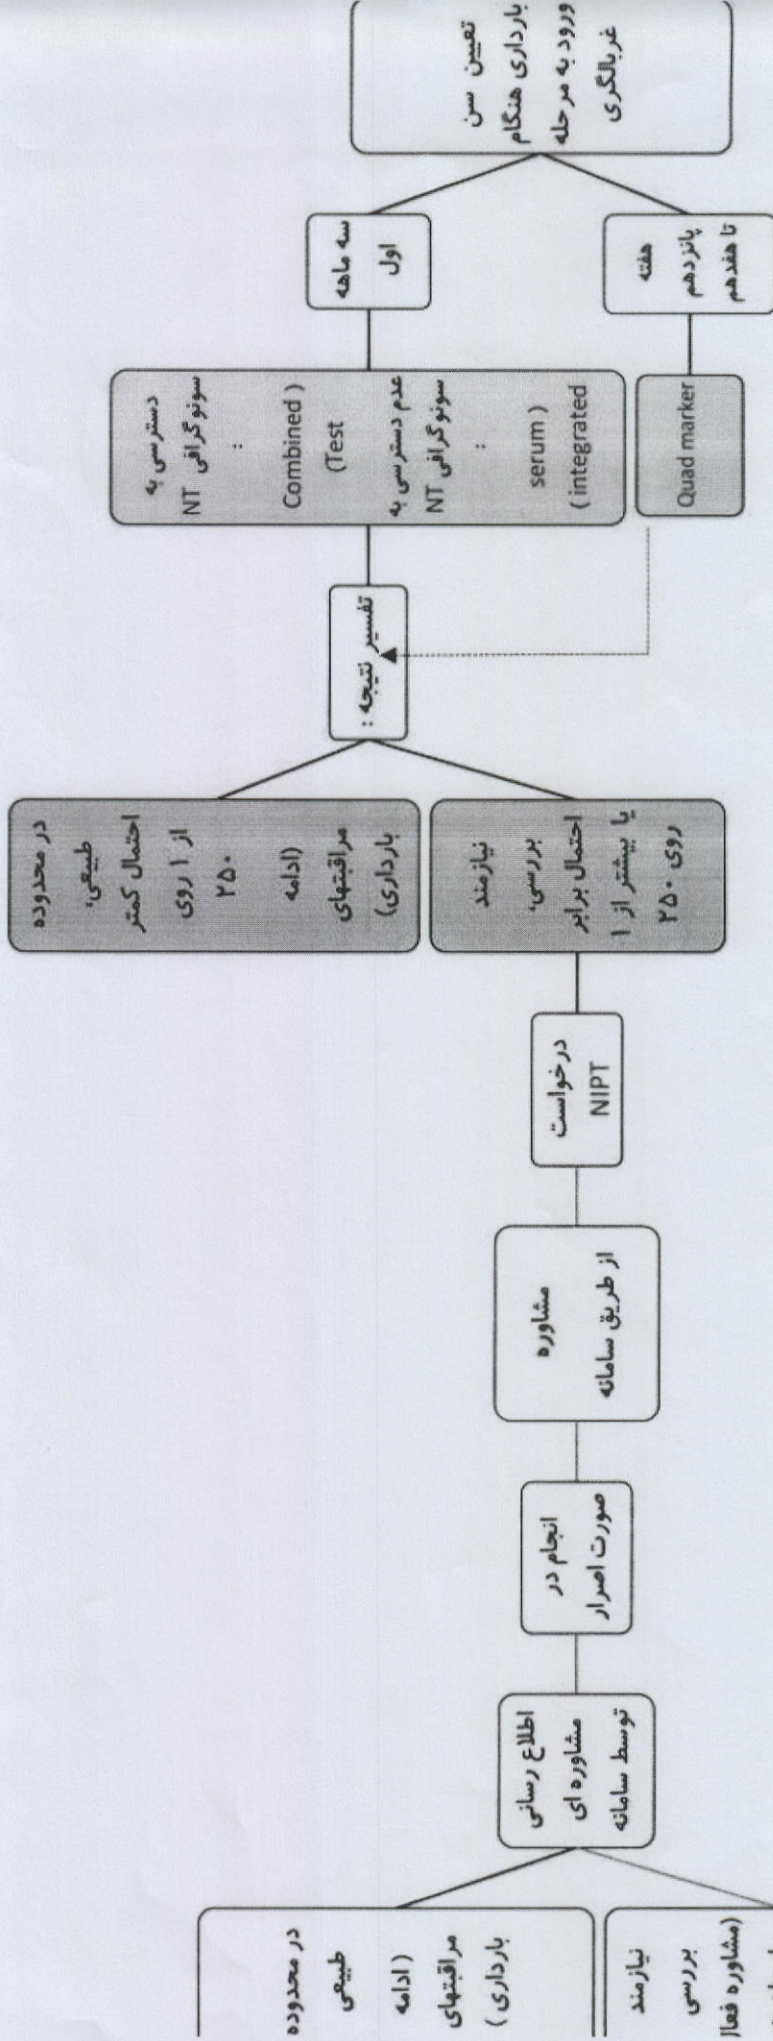 تعیین سن
بارداری هنگام
ورود به مرحله
غربالگری
سه ماهه
اول
هفته
پانزدهم
تا هفدهم
دسترسی به
سونوگرافی NT
:
Combined )
(Test
عدم دسترسی به
سونوگرافی NT
:
serum )
( integrated
Quad marker
تفسیر نتیجه :
در محدوده
طبیعی،
احتمال کمتر
از ۱ روی
۲۵۰
(ادامه
مراقبتهای
بارداری)
نیازمند
بررسی،
احتمال برابر
یا بیشتر از ۱
روی ۲۵۰
درخواست
NIPT
مشاوره
از طریق سامانه
انجام در
صورت اصرار
اطلاع رسانی
مشاوره ای
توسط سامانه
در محدوده
طبیعی
( ادامه
مراقبتهای
بارداری )
نیازمند
بررسی
(مشاوره فعال